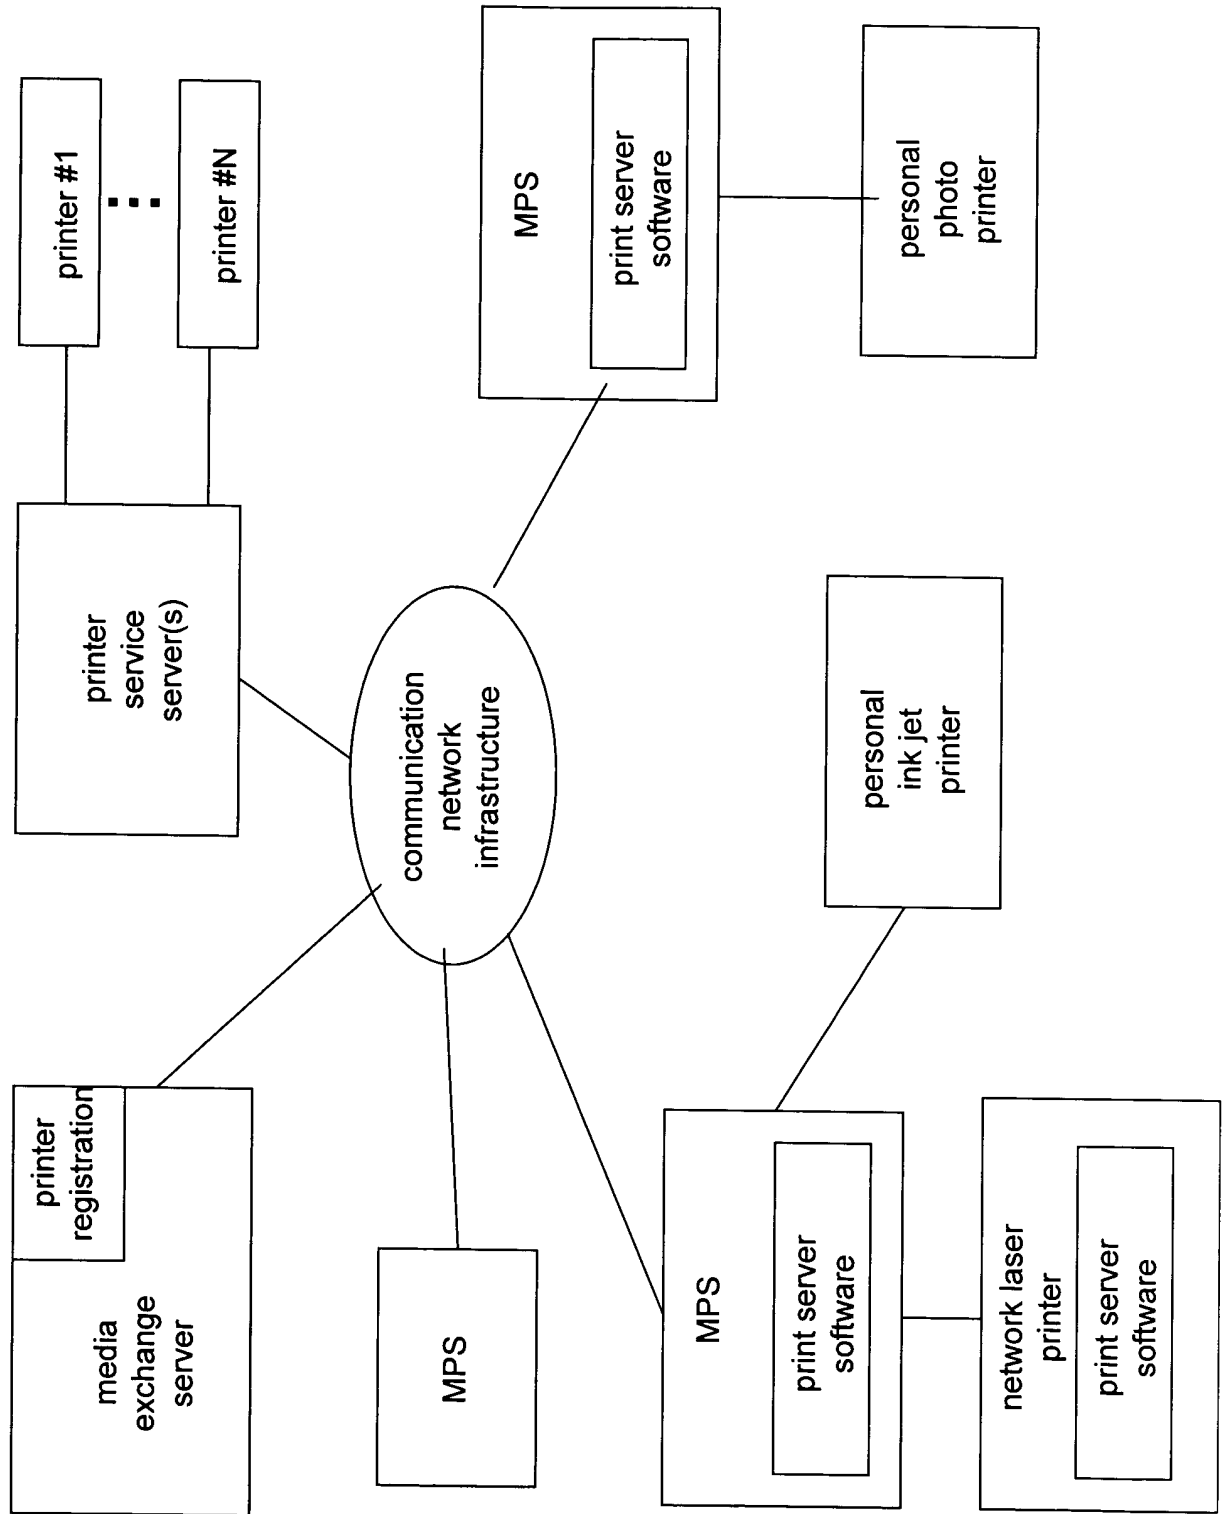 media
exchange
server
printer
registration
printer
service
server(s)
printer #1
printer #N
MPS
communication
network
infrastructure
MPS
print server
software
MPS
print server
software
personal
ink jet
printer
personal
photo
printer
network laser
printer
print server
software